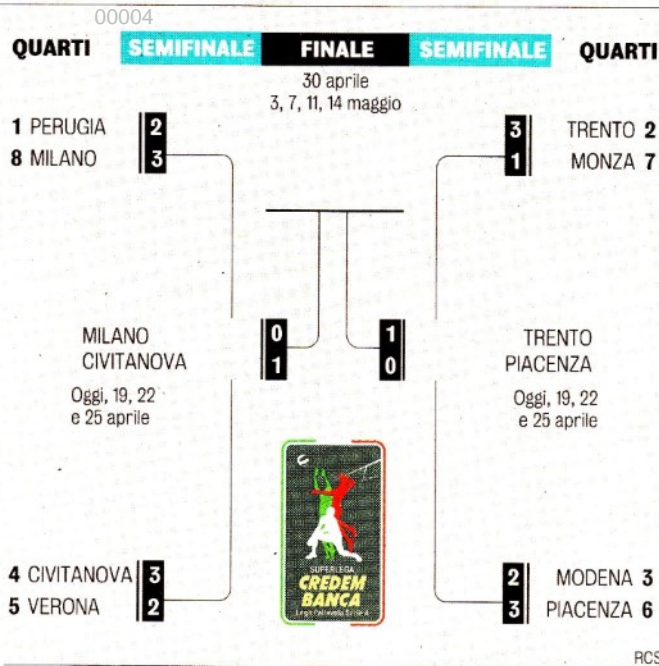 00004
QUARTI SEMIFINALE FINALE SEMIFINALE QUARTI
30 aprile
3, 7, 11, 14 maggio
1 PERUGIA 2
8 MILANO 3
3 TRENTO 2
1 MONZA 7
MILANO 0
CIVITANOVA 1
Oggi, 19, 22
e 25 aprile
1 TRENTO
0 PIACENZA
Oggi, 19, 22
e 25 aprile
SUPERLEGA
CREDEM
BANCA
4 CIVITANOVA 3
5 VERONA 2
2 MODENA 3
3 PIACENZA 6
RCS